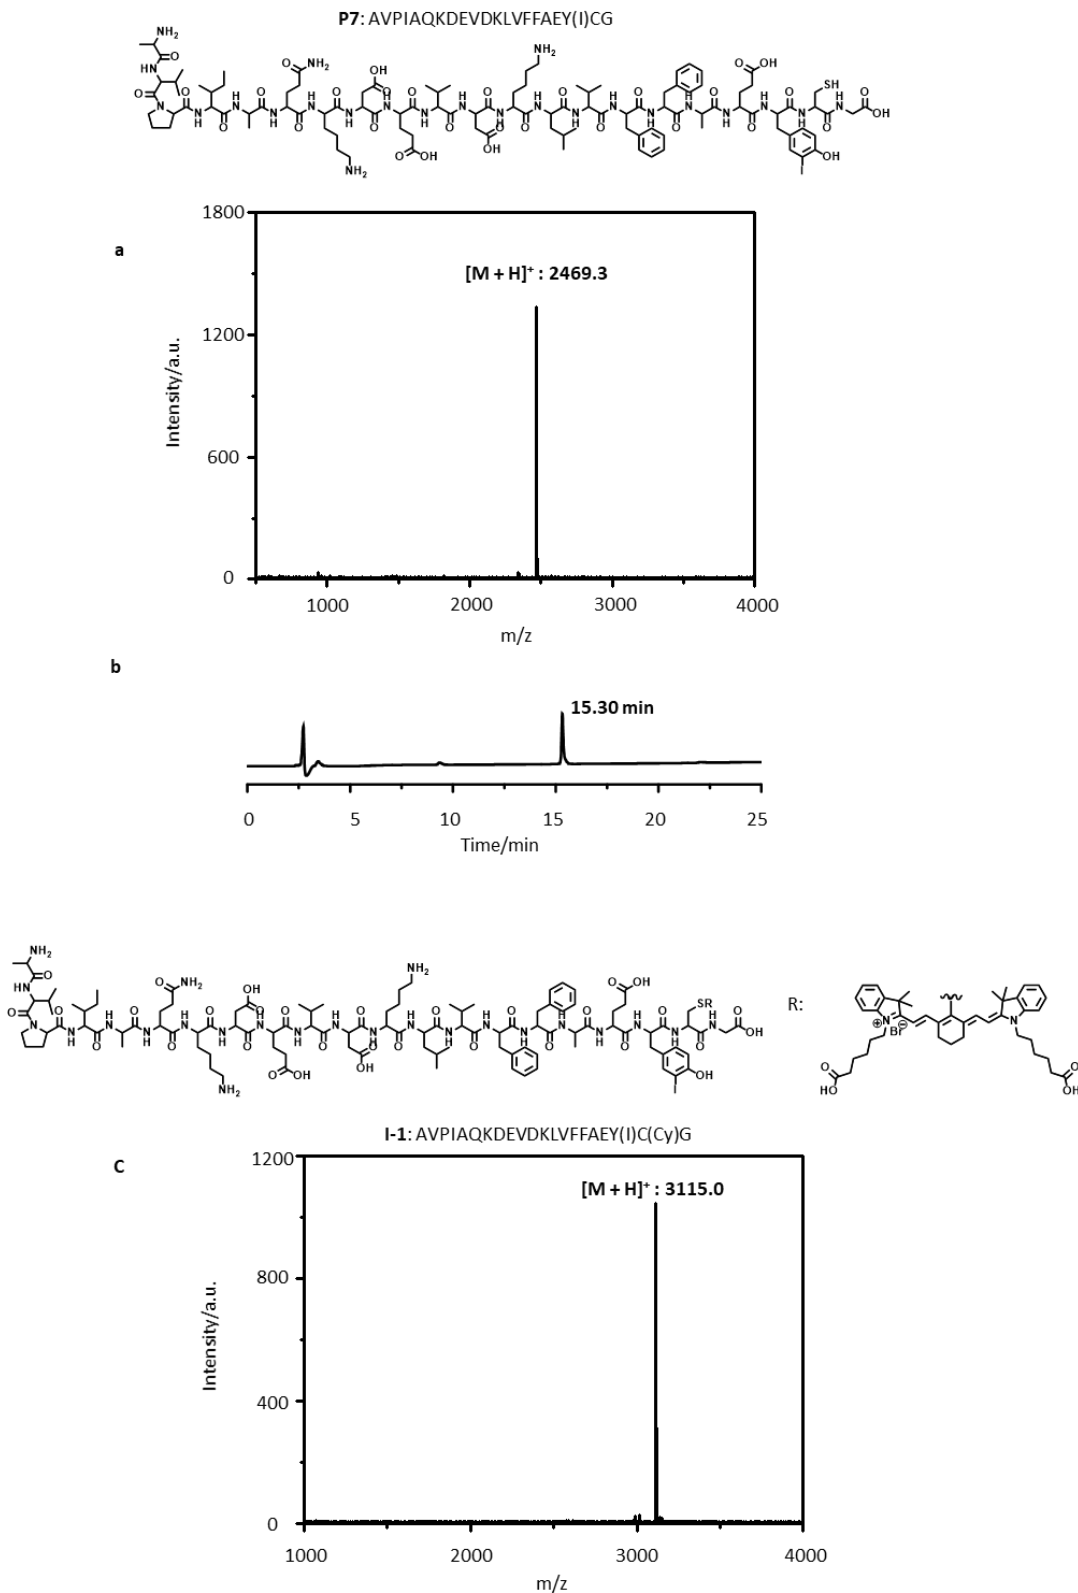 P7: AVPIAQKDEVDKLVFFAEY(I)CG
a
1800
1200
600
0
Intensity/a.u.
[M + H]⁺ : 2469.3
1000 2000 3000 4000
m/z
b
15.30 min
0 5 10 15 20 25
Time/min
R:
I-1: AVPIAQKDEVDKLVFFAEY(I)C(Cy)G
C
1200
800
400
0
Intensity/a.u.
[M + H]⁺ : 3115.0
1000 2000 3000 4000
m/z